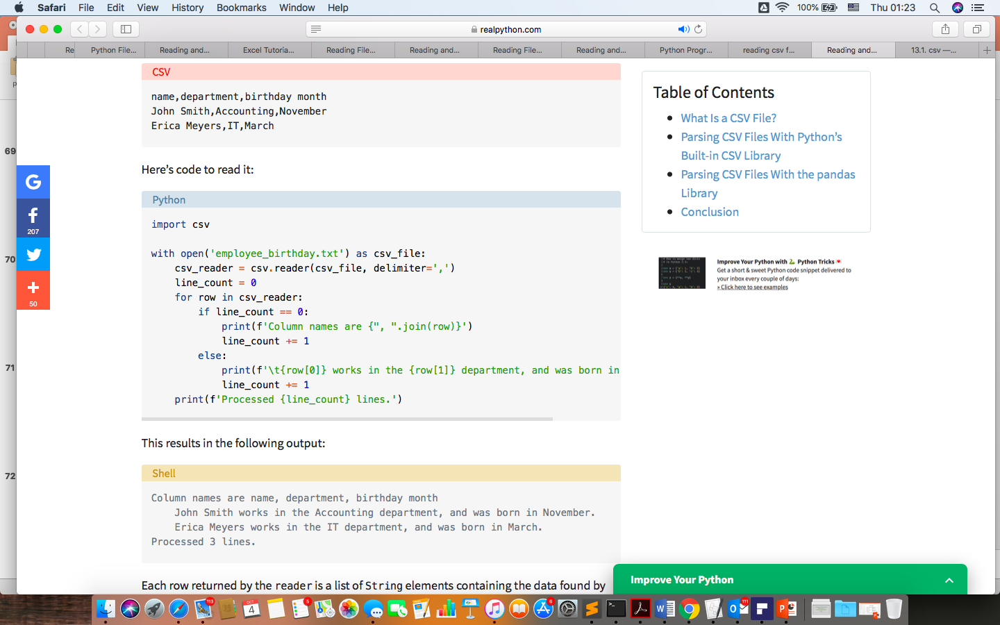 Safari File Edit View History Bookmarks Window Help 100% Thu 01:23
realpython.com
Re Python File... Reading and... Excel Tutoria... Reading File... Reading and... Reading File... Reading and... Python Progr... reading csv f... Reading and... 13.1. csv —... +
69
70
71
72
P
G
f
207
+
50
CSV
name,department,birthday month
John Smith,Accounting,November
Erica Meyers,IT,March
Here’s code to read it:
Python
import csv
with open('employee_birthday.txt') as csv_file:
csv_reader = csv.reader(csv_file, delimiter=',')
line_count = 0
for row in csv_reader:
if line_count == 0:
print(f'Column names are {", ".join(row)}')
line_count += 1
else:
print(f'\t{row[0]} works in the {row[1]} department, and was born in
line_count += 1
print(f'Processed {line_count} lines.')
This results in the following output:
Shell
Column names are name, department, birthday month
John Smith works in the Accounting department, and was born in November.
Erica Meyers works in the IT department, and was born in March.
Processed 3 lines.
Each row returned by the reader is a list of String elements containing the data found by
Table of Contents
What Is a CSV File?
Parsing CSV Files With Python’s
Built-in CSV Library
Parsing CSV Files With the pandas
Library
Conclusion
Improve Your Python with 🐍 Python Tricks 💌
Get a short & sweet Python code snippet delivered to
your inbox every couple of days:
» Click here to see examples
Improve Your Python
113 OCT 4 5 6 111